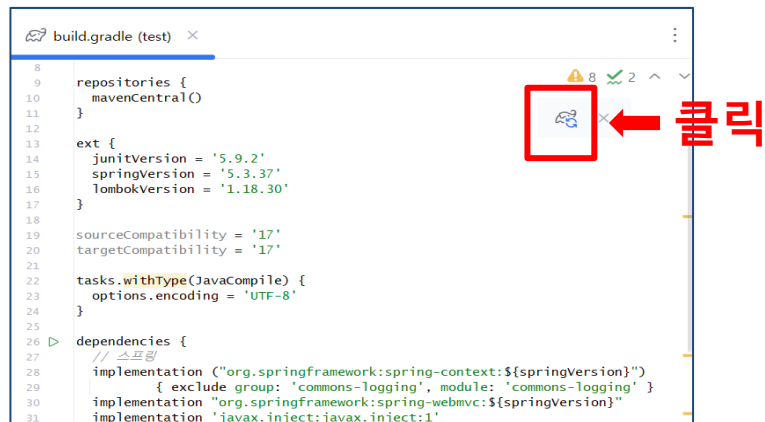 build.gradle (test)
8 2
8
9 repositories {
10 mavenCentral()
11 }
클릭
12
13 ext {
14 junitVersion = '5.9.2'
15 springVersion = '5.3.37'
16 lombokVersion = '1.18.30'
17 }
18
19 sourceCompatibility = '17'
20 targetCompatibility = '17'
21
22 tasks.withType(JavaCompile) {
23 options.encoding = 'UTF-8'
24 }
25
26 dependencies {
27 // 스프링
28 implementation ("org.springframework:spring-context:${springVersion}")
29 { exclude group: 'commons-logging', module: 'commons-logging' }
30 implementation "org.springframework:spring-webmvc:${springVersion}"
31 implementation 'javax.inject:javax.inject:1'